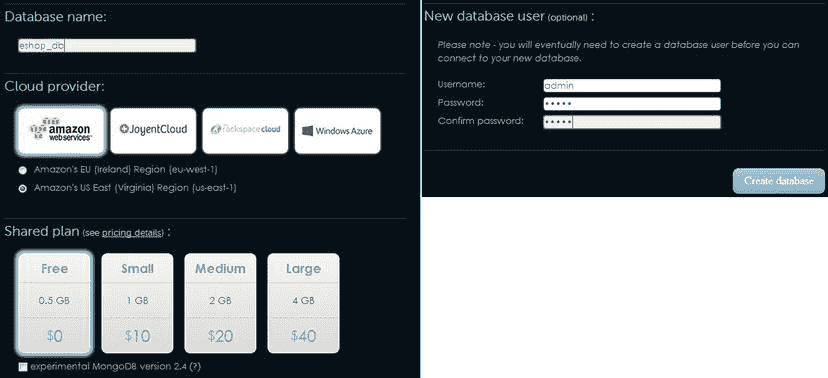 Database name:
eshop_db
Cloud provider:
amazon
webservices™
JoyentCloud
rackspacecloud
Windows Azure
Amazon's EU (Ireland) Region (eu-west-1)
Amazon's US East (Virginia) Region (us-east-1)
Shared plan (see pricing details) :
Free Small Medium Large
0.5 GB 1 GB 2 GB 4 GB
$0 $10 $20 $40
experimental MongoDB version 2.4 (?)
New database user (optional) :
Please note - you will eventually need to create a database user before you can
connect to your new database.
Username: admin
Password: •••••
Confirm password: •••••
Create database